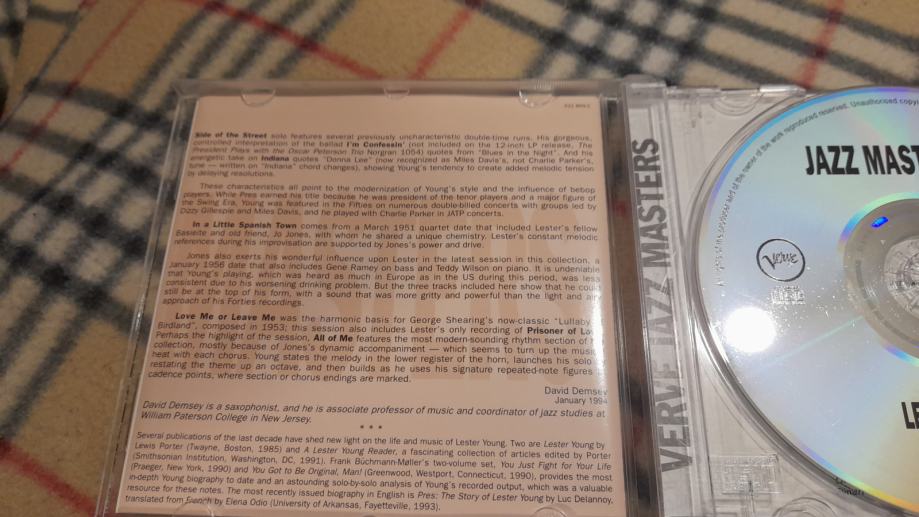 Side of the Street solo features several previously uncharacteristic double-time runs. His gorgeous,
controlled interpretation of the ballad I'm Confessin' (not included on the 12-inch LP release, The
President Plays with the Oscar Peterson Trio Norgran 1054) quotes from "Blues in the Night". And his
energetic take on Indiana quotes "Donna Lee" (now recognized as Miles Davis's, not Charlie Parker's,
tune — written on "Indiana" chord changes), showing Young's tendency to create added melodic tension
by delaying resolutions.
These characteristics all point to the modernization of Young's style and the influence of bebop
players. While Pres earned his title because he was president of the tenor players and a major figure of
the Swing Era, Young was featured in the Fifties on numerous double-billed concerts with groups led by
Dizzy Gillespie and Miles Davis, and he played with Charlie Parker in JATP concerts.
In a Little Spanish Town comes from a March 1951 quartet date that included Lester's fellow
Basieite and old friend, Jo Jones, with whom he shared a unique chemistry. Lester's constant melodic
references during his improvisation are supported by Jones's power and drive.
Jones also exerts his wonderful influence upon Lester in the latest session in this collection, a
January 1956 date that also includes Gene Ramey on bass and Teddy Wilson on piano. It is undeniable
that Young's playing, which was heard as much in Europe as in the US during this period, was less
consistent due to his worsening drinking problem. But the three tracks included here show that he could
still be at the top of his form, with a sound that was more gritty and powerful than the light and airy
approach of his Forties recordings.
Love Me or Leave Me was the harmonic basis for George Shearing's now-classic "Lullaby
Birdland", composed in 1953; this session also includes Lester's only recording of Prisoner of Lo
Perhaps the highlight of the session, All of Me features the most modern-sounding rhythm section of
collection, mostly because of Jones's dynamic accompaniment — which seems to turn up the music
heat with each chorus. Young states the melody in the lower register of the horn, launches his solo
restating the theme up an octave, and then builds as he uses his signature repeated-note figures
cadence points, where section or chorus endings are marked.
David Demsey
January 1994
David Demsey is a saxophonist, and he is associate professor of music and coordinator of jazz studies at
William Paterson College in New Jersey.
* * *
Several publications of the last decade have shed new light on the life and music of Lester Young. Two are Lester Young by
Lewis Porter (Twayne, Boston, 1985) and A Lester Young Reader, a fascinating collection of articles edited by Porter
(Smithsonian Institution, Washington, DC, 1991). Frank Büchmann-Møller's two-volume set, You Just Fight for Your Life
(Praeger, New York, 1990) and You Got to Be Original, Man! (Greenwood, Westport, Connecticut, 1990), provides the most
in-depth Young biography to date and an astounding solo-by-solo analysis of Young's recorded output, which was a valuable
resource for these notes. The most recently issued biography in English is Pres: The Story of Lester Young by Luc Delannoy,
translated from French by Elena Odio (University of Arkansas, Fayetteville, 1993).
VERVE JAZZ MASTERS
of the work reproduced reserved. Unauthorised copy
JAZZ MAST
Verve
LE